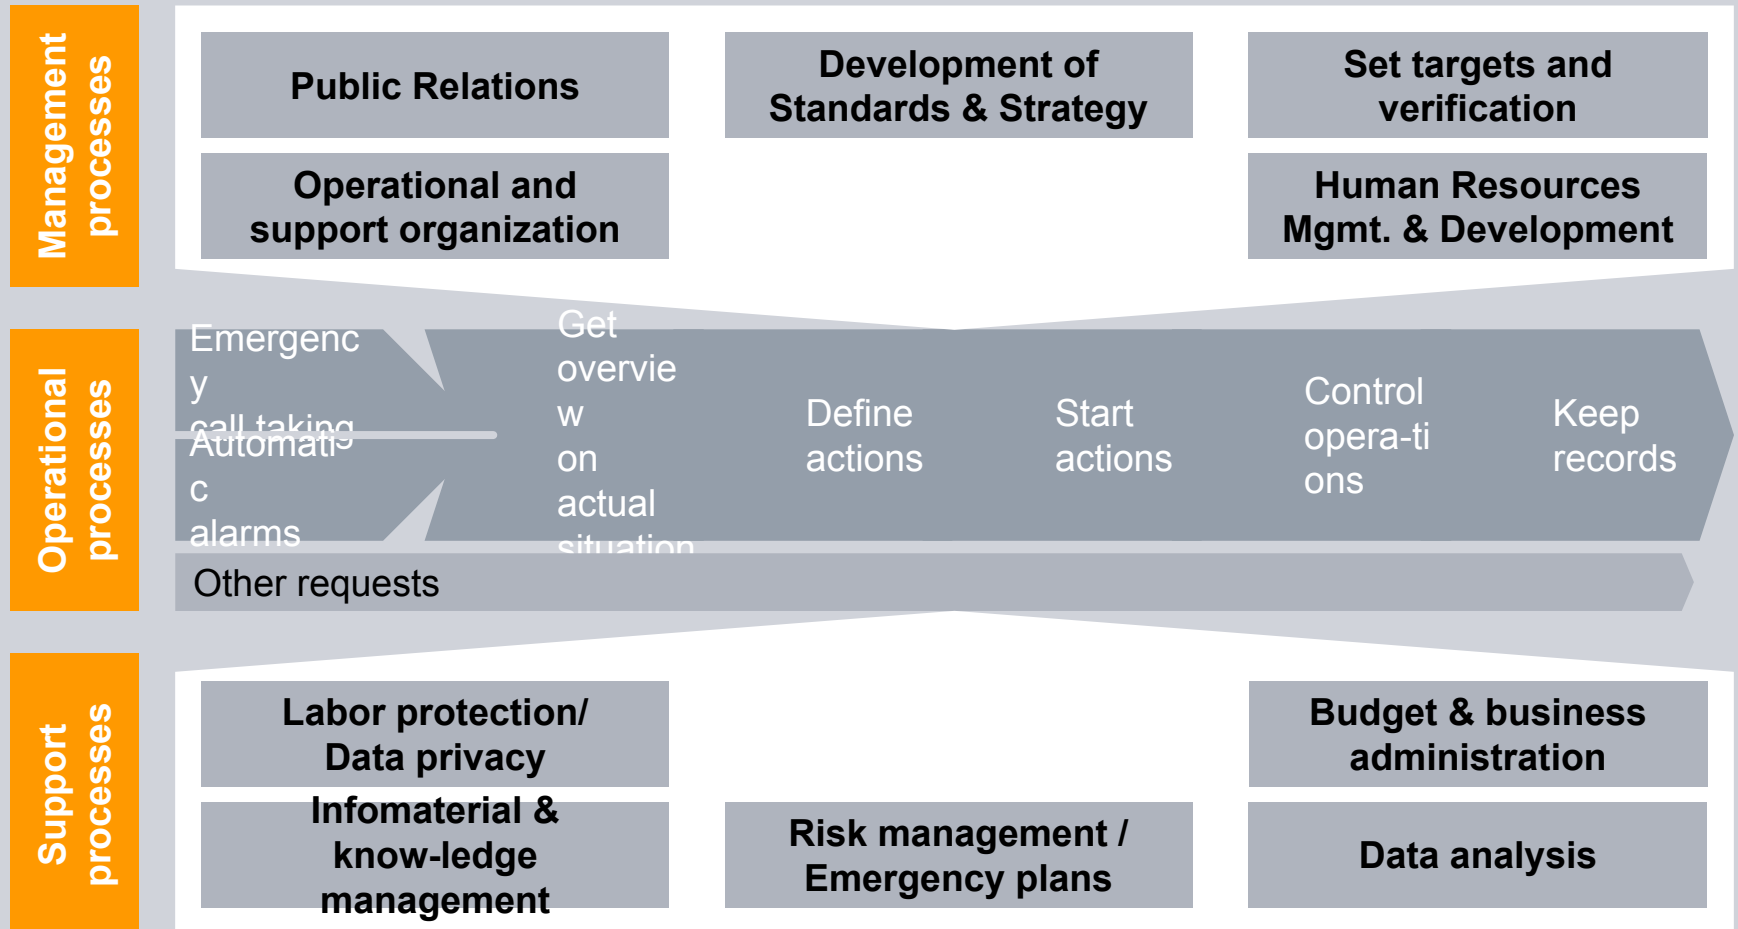 Management
processes
Public Relations
Development of
Standards & Strategy
Set targets and
verification
Operational and
support organization
Human Resources
Mgmt. & Development
Operational
processes
Emergenc
y
call taking
Automati
c
alarms
Get
overvie
w
on
actual
situation
Define
actions
Start
actions
Control
opera-ti
ons
Keep
records
Other requests
Support
processes
Labor protection/
Data privacy
Budget & business
administration
Infomaterial &
know-ledge
management
Risk management /
Emergency plans
Data analysis